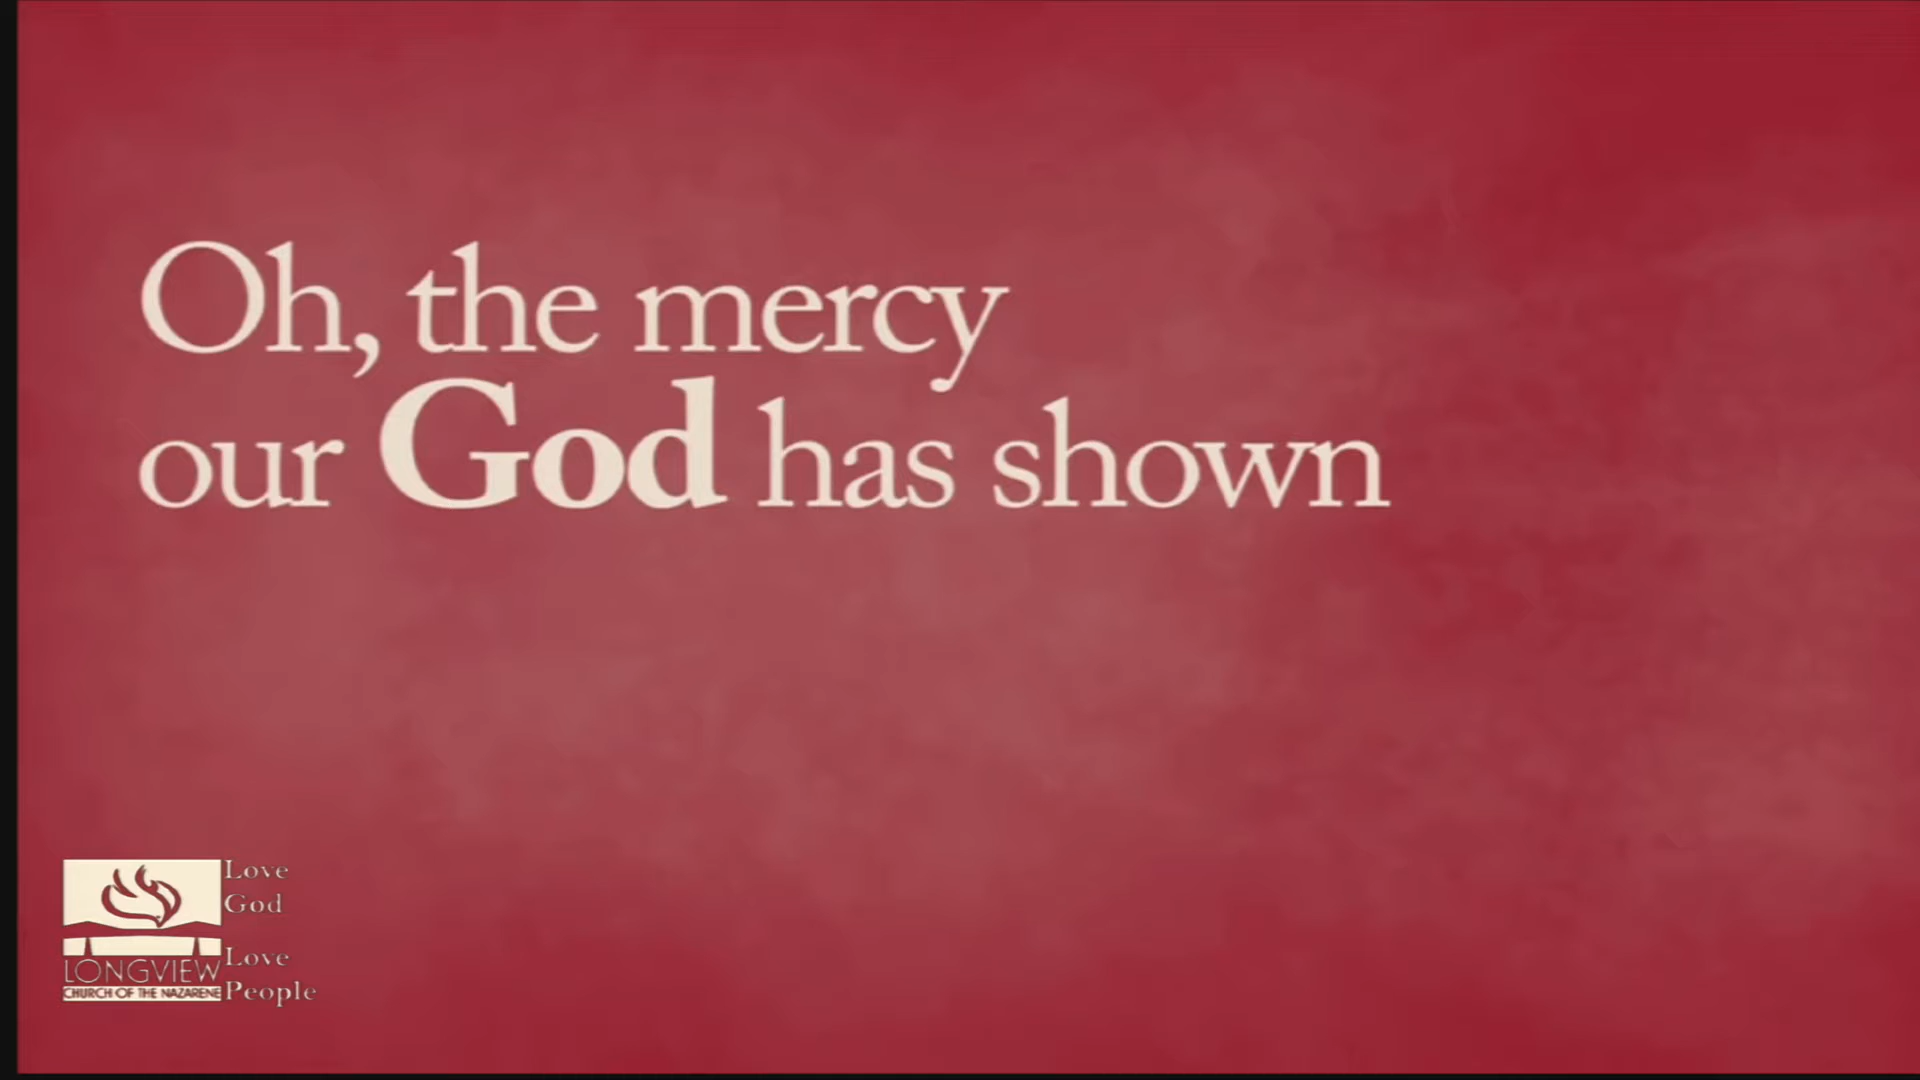 Oh, the mercy
our God has shown
Love
God
Love
People
LONGVIEW
CHURCH OF THE NAZARENE